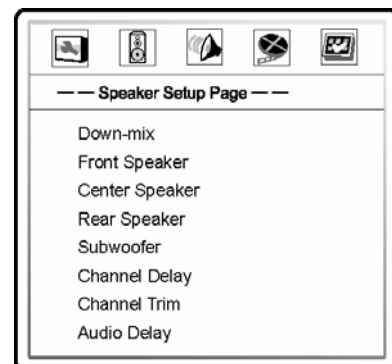 — — Speaker Setup Page — —
Down-mix
Front Speaker
Center Speaker
Rear Speaker
Subwoofer
Channel Delay
Channel Trim
Audio Delay